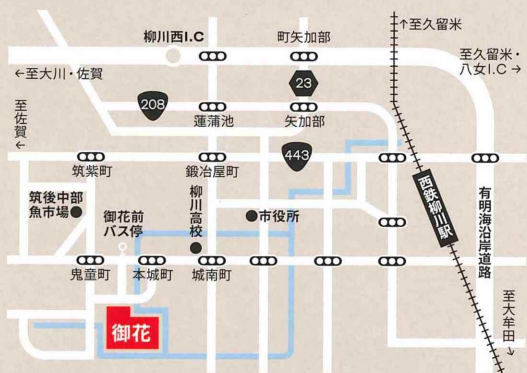 ↑至久留米
柳川西I.C
町矢加部
至久留米・
八女I.C→
←至大川・佐賀
23
208
至佐賀←
蓮蒲池
矢加部
443
筑紫町
鍛冶屋町
西鉄柳川駅
有明海沿岸道路
筑後中部
魚市場
御花前
バス停
柳川高校
市役所
鬼童町
本城町
城南町
至大牟田→
御花